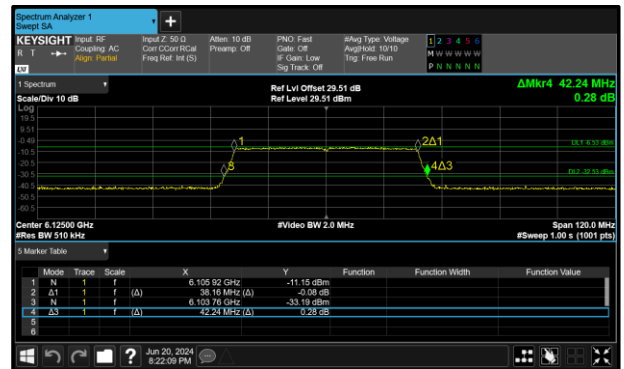 Spectrum Analyzer 1
Swept SA
+
KEYSIGHT Input: RF Input Z: 50 Ω Atten: 10 dB PNO: Fast #Avg Type: Voltage 1 2 3 4 5 6
R T Coupling: AC Corr CCorr RCal Preamp: Off Gate: Off Avg|Hold: 10/10 M W W W W W
Align: Partial Freq Ref: Int (S) IF Gain: Low Trig: Free Run
Sig Track: Off P N N N N N
LXI
1 Spectrum Ref Lvl Offset 29.51 dB ΔMkr4 42.24 MHz
Scale/Div 10 dB Ref Level 29.51 dBm 0.28 dB
Log
19.5
9.51
-0.49 1 2Δ1 DL1 -6.53 dBm
-10.5
-20.5 3 4Δ3
-30.5 DL2 -32.53 dBm
-40.5
-50.5
-60.5
Center 6.12500 GHz #Video BW 2.0 MHz Span 120.0 MHz
#Res BW 510 kHz #Sweep 1.00 s (1001 pts)
5 Marker Table
Mode Trace Scale X Y Function Function Width Function Value
1 N 1 f 6.105 92 GHz -11.15 dBm
2 Δ1 1 f (Δ) 38.16 MHz (Δ) -0.08 dB
3 N 1 f 6.103 76 GHz -33.19 dBm
4 Δ3 1 f (Δ) 42.24 MHz (Δ) 0.28 dB
5
6
? Jun 20, 2024
8:22:09 PM